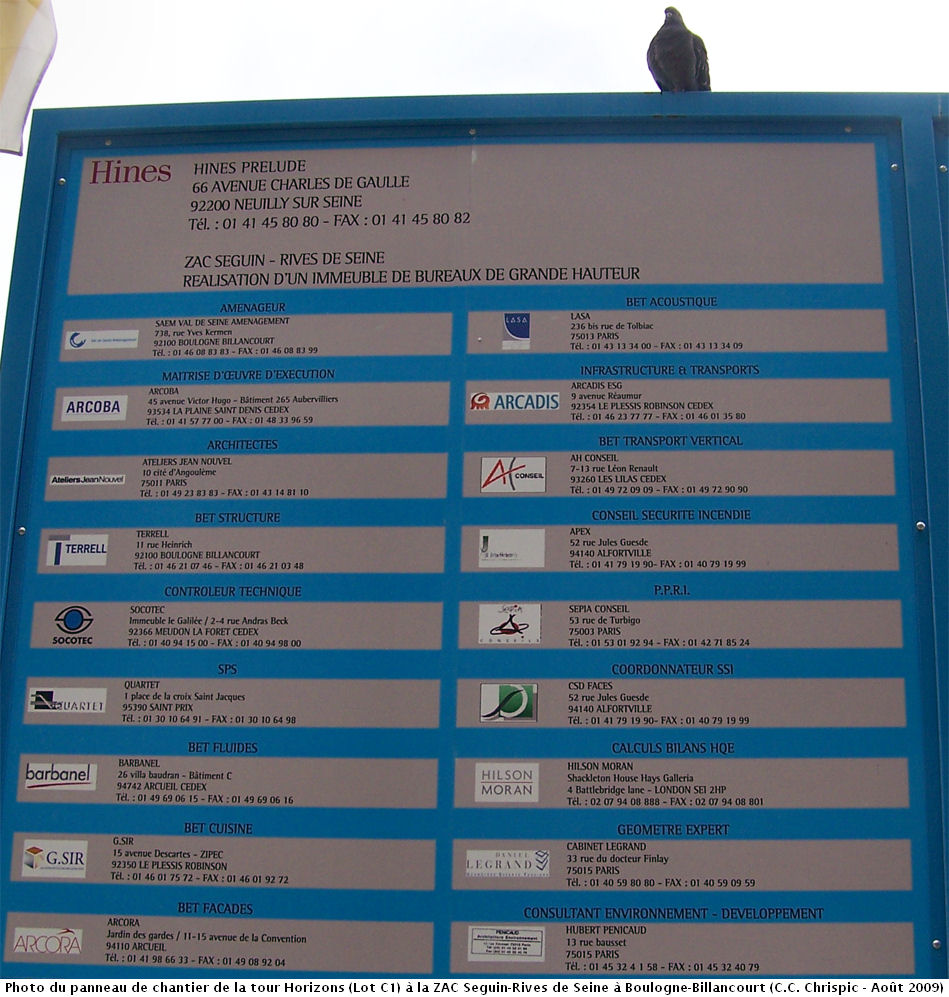 Hines
HINES PRELUDE
66 AVENUE CHARLES DE GAULLE
92200 NEUILLY SUR SEINE
Tél. : 01 41 45 80 80 - FAX : 01 41 45 80 82
ZAC SEGUIN - RIVES DE SEINE
REALISATION D'UN IMMEUBLE DE BUREAUX DE GRANDE HAUTEUR
AMENAGEUR
SAEM VAL DE SEINE AMENAGEMENT
738, rue Yves Kermen
92100 BOULOGNE BILLANCOURT
Tél. : 01 46 08 83 83 - FAX : 01 46 08 83 99
MAITRISE D'ŒUVRE D'EXECUTION
ARCOBA
ARCOBA
45 avenue Victor Hugo - Bâtiment 265 Aubervilliers
93534 LA PLAINE SAINT DENIS CEDEX
Tél. : 01 41 57 77 00 - FAX : 01 48 33 96 59
ARCHITECTES
AteliersJeanNouvel
ATELIERS JEAN NOUVEL
10 cité d'Angoulème
75011 PARIS
Tél. : 01 49 23 83 83 - FAX : 01 43 14 81 10
BET STRUCTURE
TERRELL
TERRELL
11 rue Heinrich
92100 BOULOGNE BILLANCOURT
Tél. : 01 46 21 07 46 - FAX : 01 46 21 03 48
CONTROLEUR TECHNIQUE
SOCOTEC
SOCOTEC
Immeuble le Galilée / 2-4 rue Andras Beck
92366 MEUDON LA FORET CEDEX
Tél. : 01 40 94 15 00 - FAX : 01 40 94 98 00
SPS
QUARTET
QUARTET
1 place de la croix Saint Jacques
95390 SAINT PRIX
Tél. : 01 30 10 64 91 - FAX : 01 30 10 64 98
BET FLUIDES
barbanel
BARBANEL
26 villa baudran - Bâtiment C
94742 ARCUEIL CEDEX
Tél. : 01 49 69 06 15 - FAX : 01 49 69 06 16
BET CUISINE
G.SIR
G.SIR
15 avenue Descartes - ZIPEC
92350 LE PLESSIS ROBINSON
Tél. : 01 46 01 75 72 - FAX : 01 46 01 92 72
BET FACADES
ARCORA
ARCORA
Jardin des gardes / 11-15 avenue de la Convention
94110 ARCUEIL
Tél. : 01 41 98 66 33 - FAX : 01 49 08 92 04
BET ACOUSTIQUE
LASA
LASA
236 bis rue de Tolbiac
75013 PARIS
Tél. : 01 43 13 34 00 - FAX : 01 43 13 34 09
INFRASTRUCTURE & TRANSPORTS
ARCADIS
ARCADIS ESG
9 avenue Réaumur
92354 LE PLESSIS ROBINSON CEDEX
Tél. : 01 46 23 77 77 - FAX : 01 46 01 35 80
BET TRANSPORT VERTICAL
AH CONSEIL
AH CONSEIL
7-13 rue Léon Renault
93260 LES LILAS CEDEX
Tél. : 01 49 72 09 09 - FAX : 01 49 72 90 90
CONSEIL SECURITE INCENDIE
APEX
52 rue Jules Guesde
94140 ALFORTVILLE
Tél. : 01 41 79 19 90- FAX : 01 40 79 19 99
P.P.R.I.
CONSEILS
SEPIA CONSEIL
53 rue de Turbigo
75003 PARIS
Tél. : 01 53 01 92 94 - FAX : 01 42 71 85 24
COORDONNATEUR SSI
CSD FACES
52 rue Jules Guesde
94140 ALFORTVILLE
Tél. : 01 41 79 19 90- FAX : 01 40 79 19 99
CALCULS BILANS HQE
HILSON
MORAN
HILSON MORAN
Shackleton House Hays Galleria
4 Battlebridge lane - LONDON SEI 2HP
Tél. : 02 07 94 08 888 - FAX : 02 07 94 08 801
GEOMETRE EXPERT
DANIEL
LEGRAND
CABINET LEGRAND
33 rue du docteur Finlay
75015 PARIS
Tél. : 01 40 59 80 80 - FAX : 01 40 59 09 59
CONSULTANT ENVIRONNEMENT - DEVELOPPEMENT
PENICAUD
Architecture Environnement
HUBERT PENICAUD
13 rue bausset
75015 PARIS
Tél. : 01 45 32 4 1 58 - FAX : 01 45 32 40 79
Photo du panneau de chantier de la tour Horizons (Lot C1) à la ZAC Seguin-Rives de Seine à Boulogne-Billancourt (C.C. Chrispic - Août 2009)